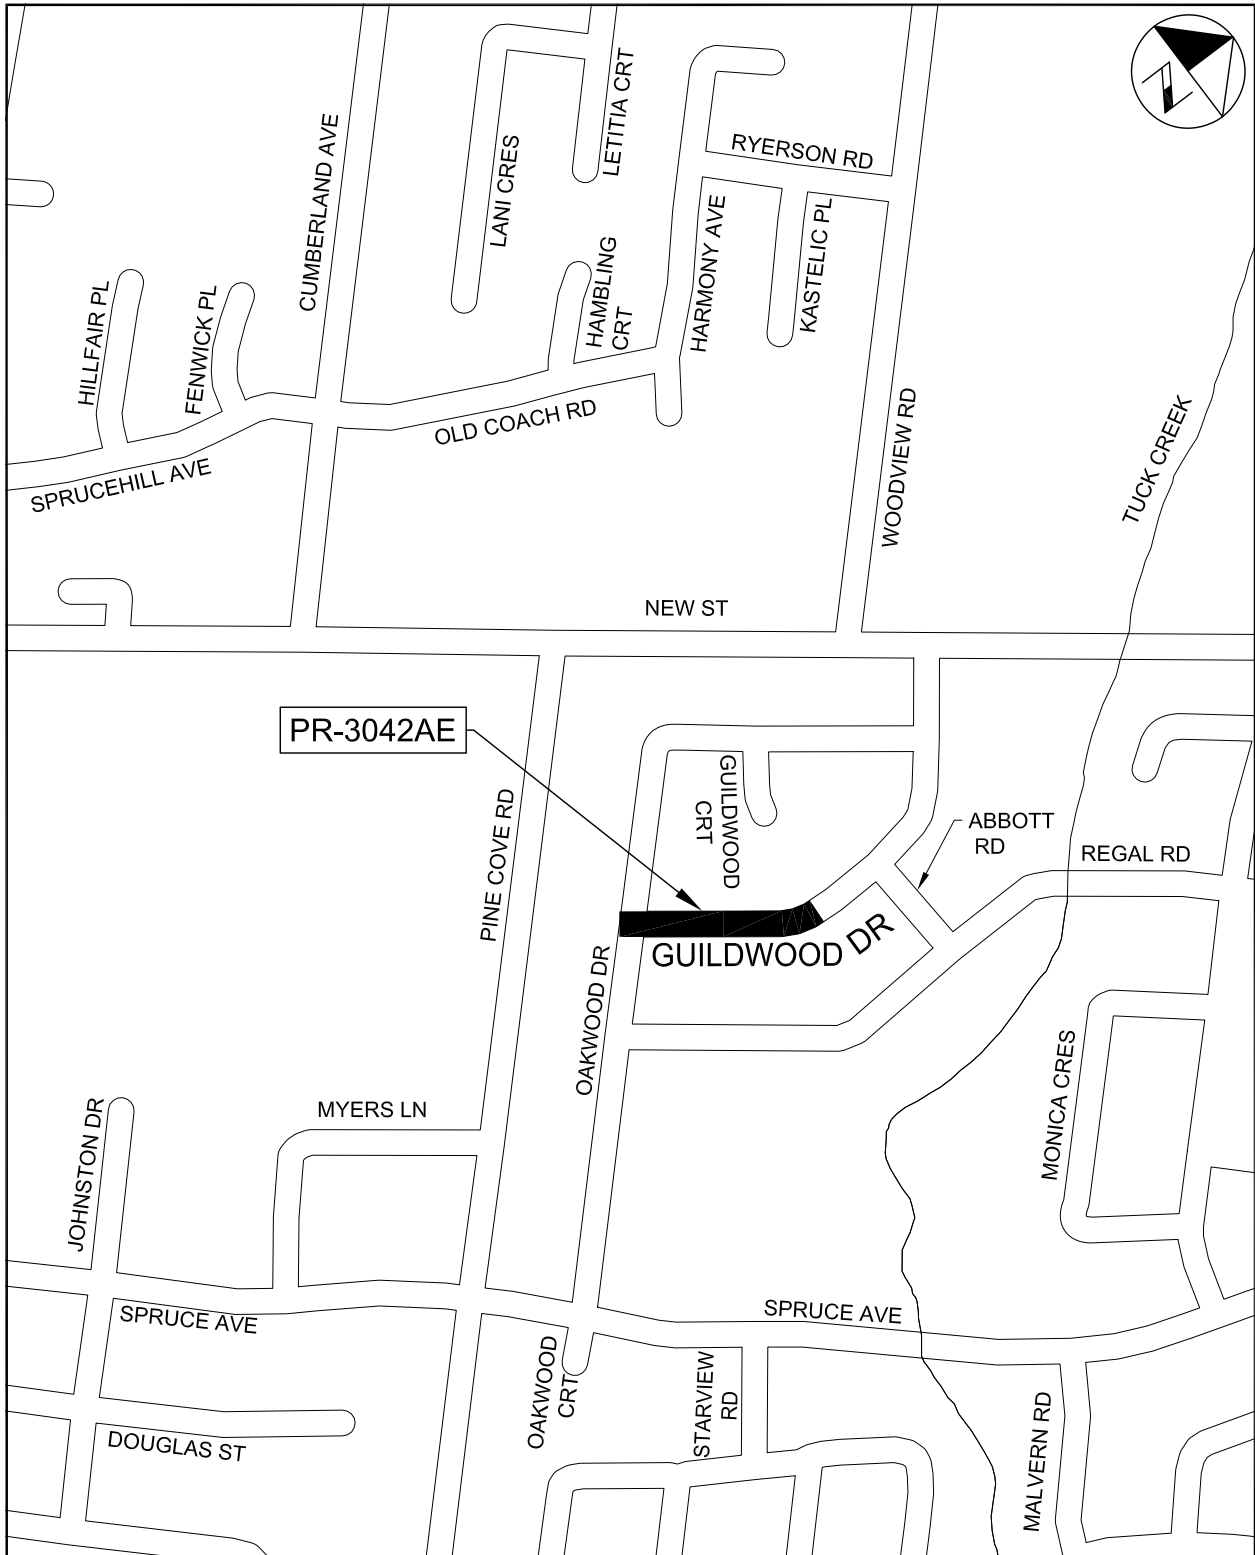 CUMBERLAND AVE
LANI CRES
LETITIA CRT
RYERSON RD
N
HILLFAIR PL
FENWICK PL
HAMBLING
CRT
HARMONY AVE
KASTELIC PL
SPRUCEHILL AVE
OLD COACH RD
WOODVIEW RD
TUCK CREEK
NEW ST
PR-3042AE
PINE COVE RD
GUILDWOOD
CRT
ABBOTT
RD
REGAL RD
GUILDWOOD DR
OAKWOOD DR
MONICA CRES
JOHNSTON DR
MYERS LN
SPRUCE AVE
SPRUCE AVE
OAKWOOD
CRT
STARVIEW
RD
MALVERN RD
DOUGLAS ST